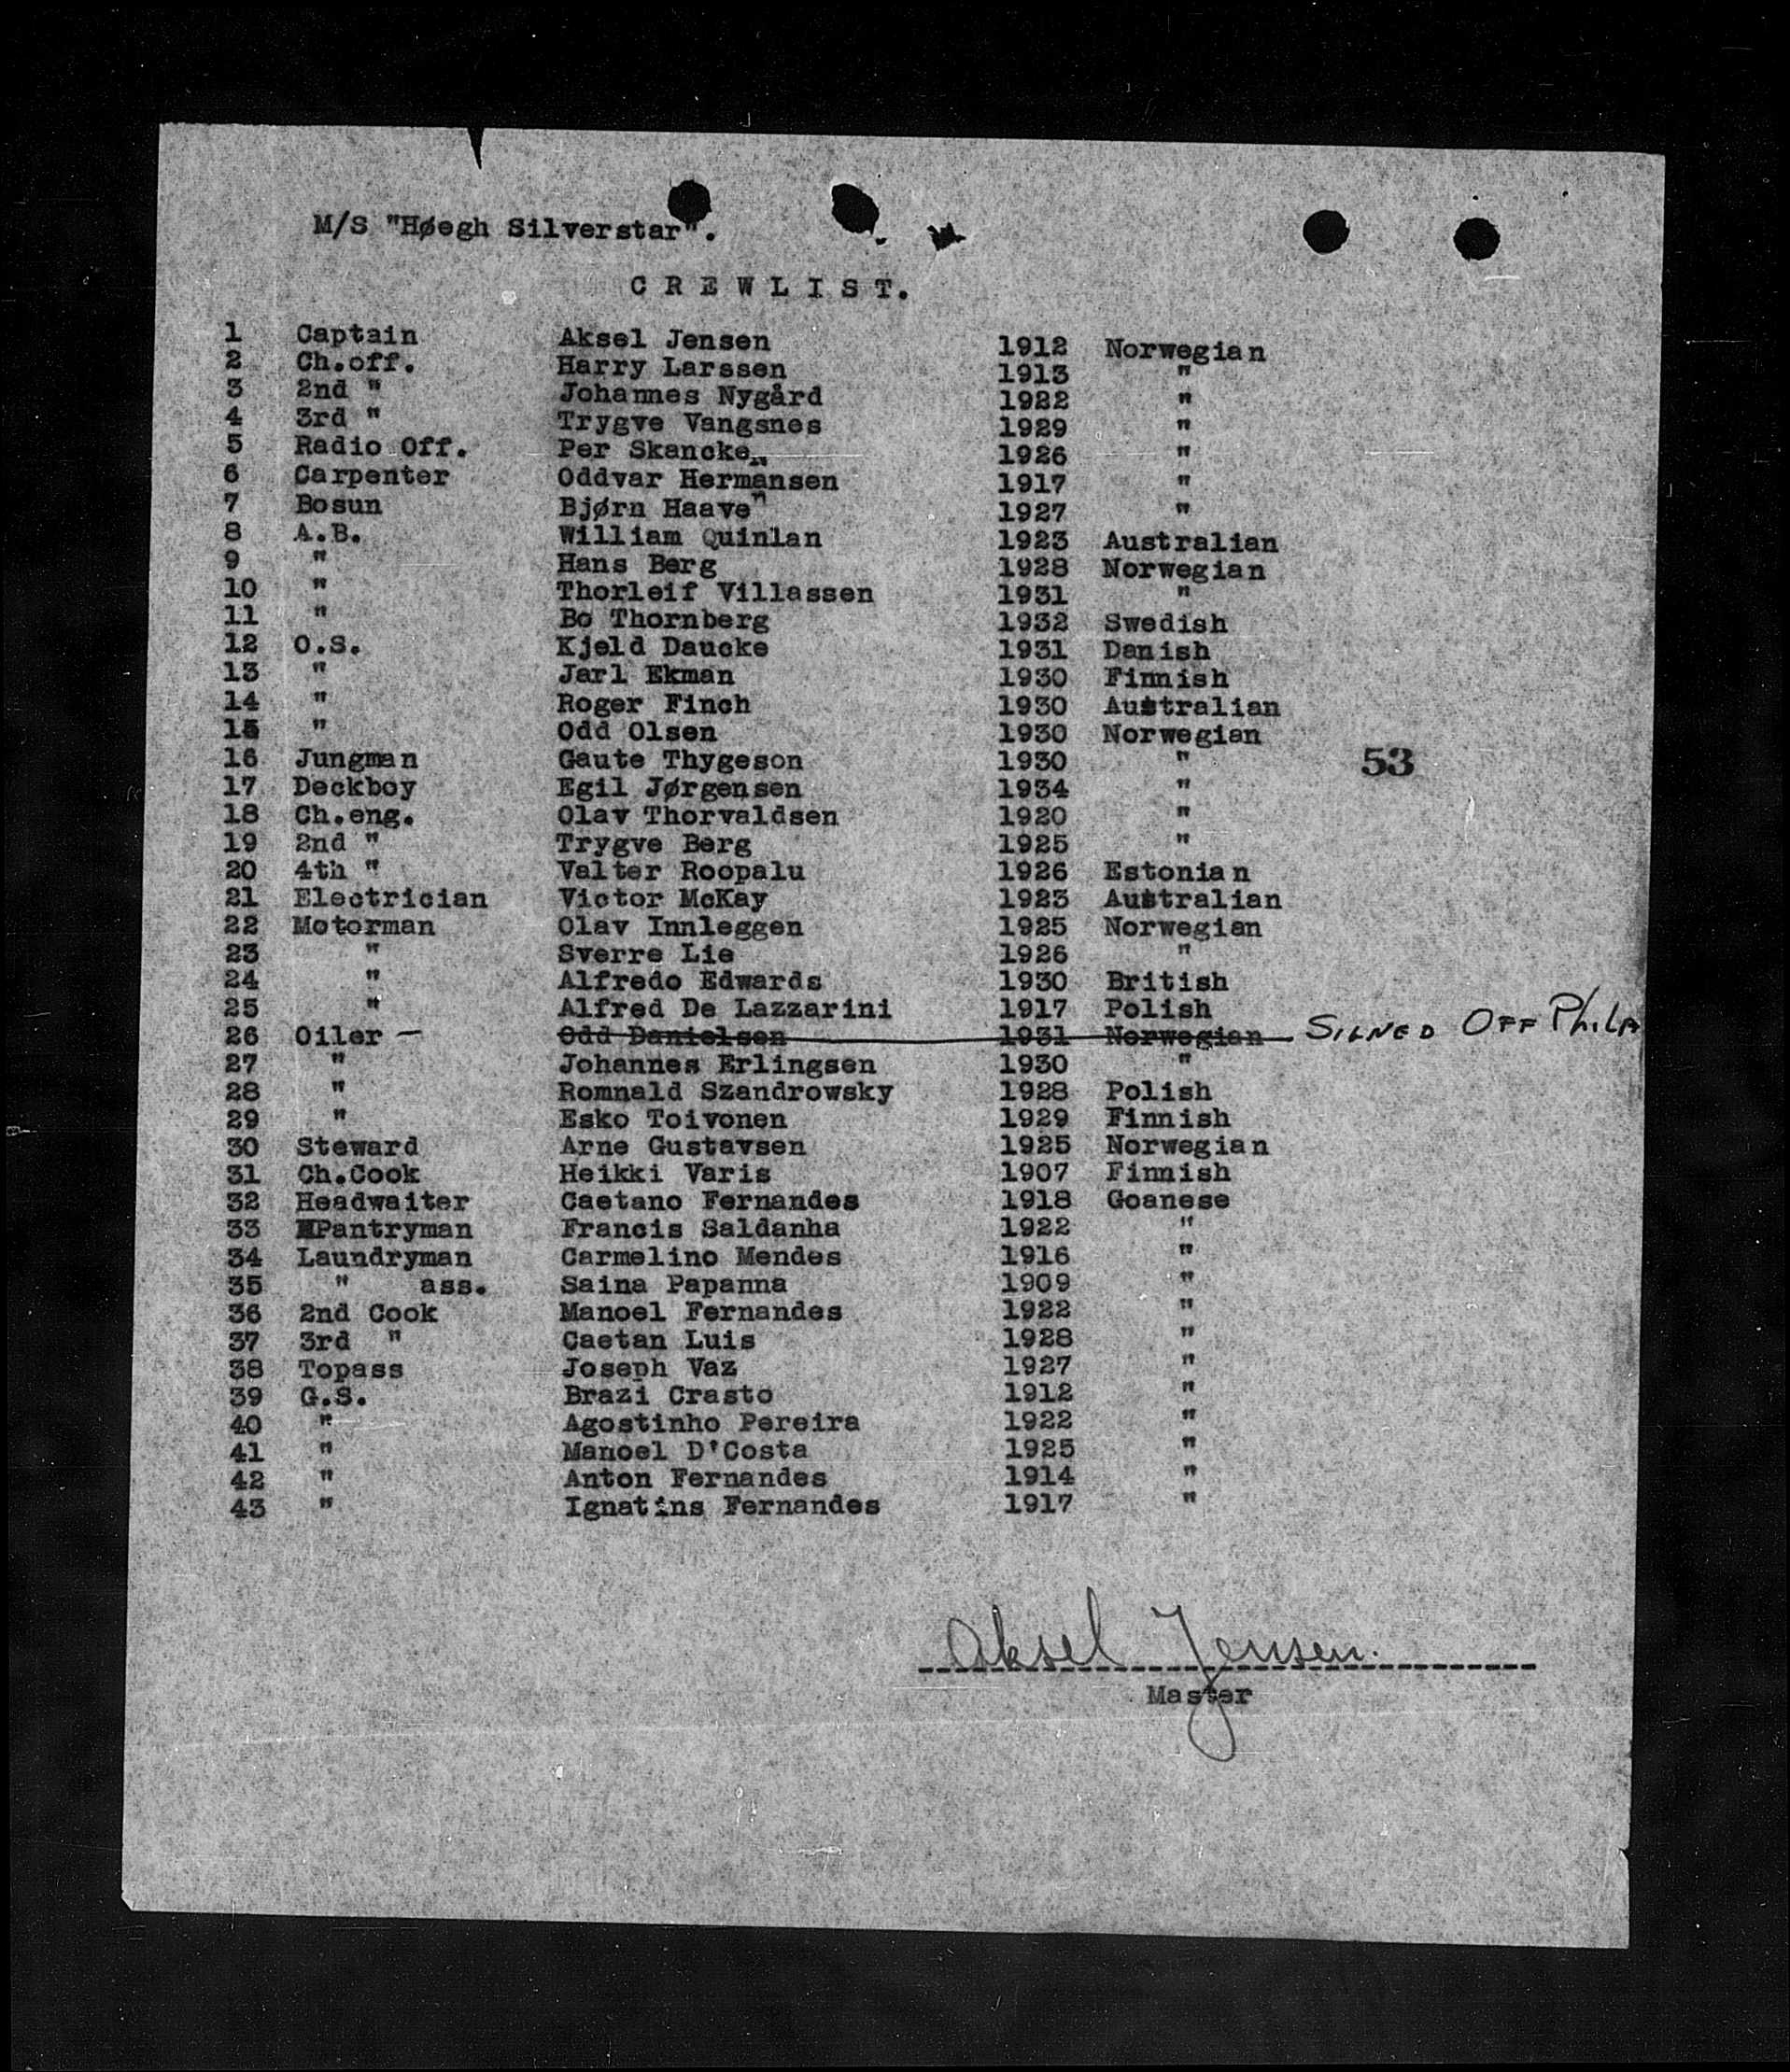 M/S "Høegh Silverstar".
C R E W L I S T.
1 Captain Aksel Jensen 1912 Norwegian
2 Ch.off. Harry Larssen 1913 "
3 2nd " Johannes Nygård 1922 "
4 3rd " Trygve Vangsnes 1929 "
5 Radio Off. Per Skancke 1926 "
6 Carpenter Oddvar Hermansen 1917 "
7 Bosun Bjørn Haave" 1927 "
8 A.B. William Quinlan 1923 Australian
9 " Hans Berg 1928 Norwegian
10 " Thorleif Villassen 1931 "
11 " Bo Thornberg 1932 Swedish
12 O.S. Kjeld Daucke 1931 Danish
13 " Jarl Ekman 1930 Finnish
14 " Roger Finch 1930 Australian
15 " Odd Olsen 1930 Norwegian
16 Jungman Gaute Thygeson 1930 "
53
17 Deckboy Egil Jørgensen 1934 "
18 Ch.eng. Olav Thorvaldsen 1920 "
19 2nd " Trygve Berg 1925 "
20 4th " Valter Roopalu 1926 Estonian
21 Electrician Victor McKay 1923 Australian
22 Motorman Olav Innleggen 1925 Norwegian
23 " Sverre Lie 1926 "
24 " Alfredo Edwards 1930 British
25 " Alfred De Lazzarini 1917 Polish
26 Oiler — Odd Danielsen 1931 Norwegian SIGNED OFF PhilA
27 " Johannes Erlingsen 1930 "
28 " Romnald Szandrowsky 1928 Polish
29 " Esko Toivonen 1929 Finnish
30 Steward Arne Gustavsen 1925 Norwegian
31 Ch.Cook Heikki Varis 1907 Finnish
32 Headwaiter Caetano Fernandes 1918 Goanese
33 Pantryman Francis Saldanha 1922 "
34 Laundryman Carmelino Mendes 1916 "
35 " ass. Saina Papanna 1909 "
36 2nd Cook Manoel Fernandes 1922 "
37 3rd " Caetan Luis 1928 "
38 Topass Joseph Vaz 1927 "
39 G.S. Brazi Crasto 1912 "
40 " Agostinho Pereira 1922 "
41 " Manoel D'Costa 1925 "
42 " Anton Fernandes 1914 "
43 " Ignatins Fernandes 1917 "
Aksel Jensen.
Master